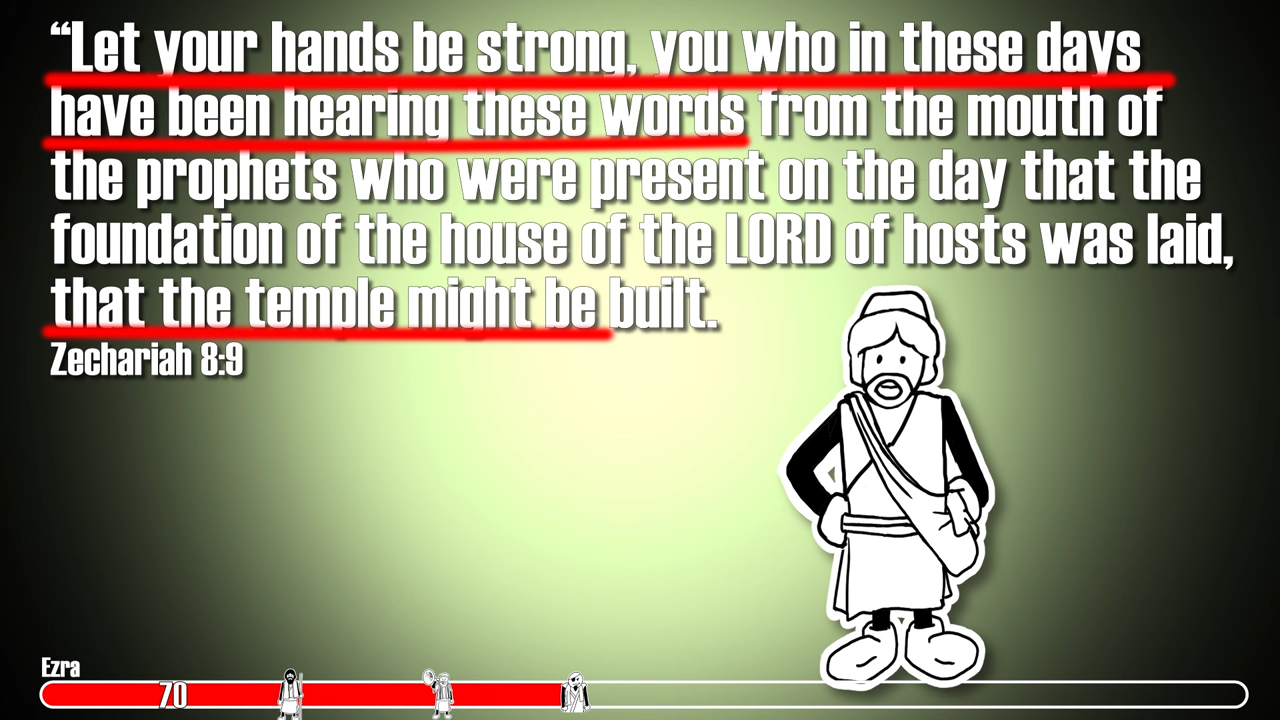 “Let your hands be strong, you who in these days
have been hearing these words from the mouth of
the prophets who were present on the day that the
foundation of the house of the LORD of hosts was laid,
that the temple might be built.
Zechariah 8:9
Ezra
70